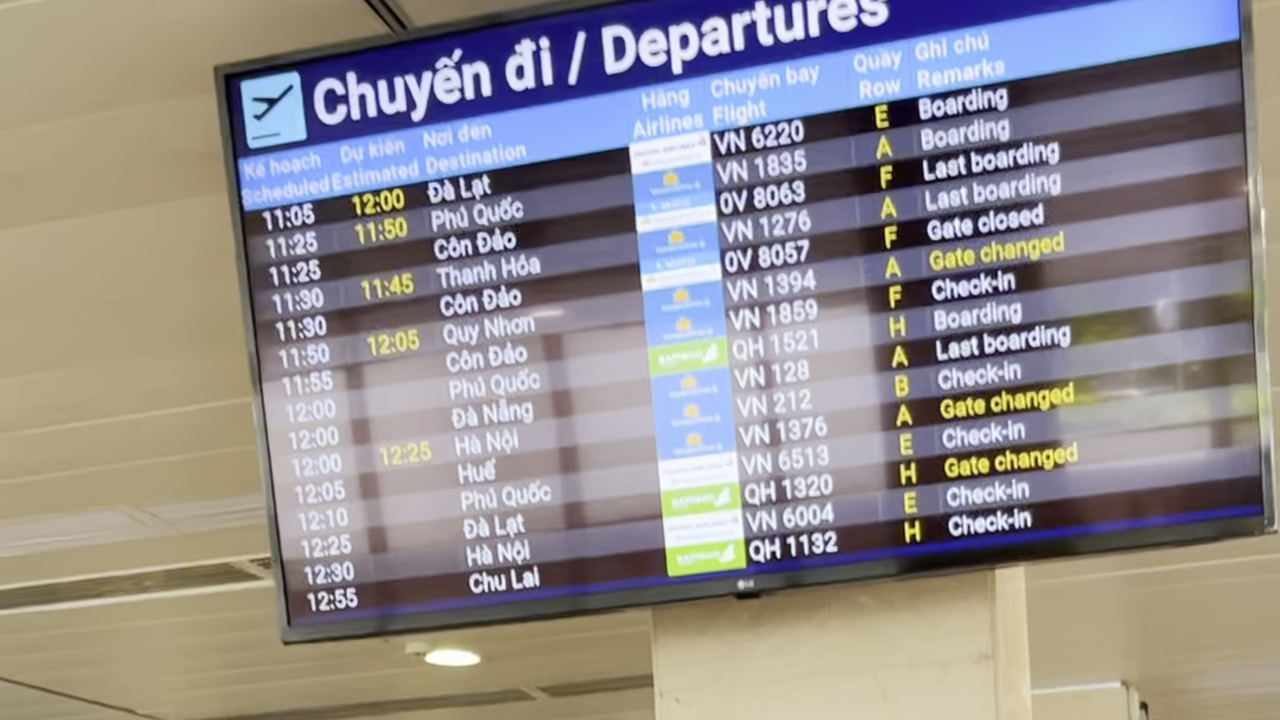 Chuyến đi / Departures
Kế hoạch Dự kiến Nơi đến Hãng Chuyến bay Quầy Ghi chú
Scheduled Estimated Destination Airlines Flight Row Remarks
11:05 12:00 Đà Lạt VN 6220 E Boarding
11:25 11:50 Phú Quốc VN 1835 A Boarding
11:25 Côn Đảo 0V 8063 F Last boarding
11:30 11:45 Thanh Hóa VN 1276 A Last boarding
11:30 Côn Đảo 0V 8057 F Gate closed
11:50 12:05 Quy Nhơn VN 1394 A Gate changed
11:55 Côn Đảo VN 1859 F Check-in
12:00 Phú Quốc BAMBOO QH 1521 H Boarding
12:00 Đà Nẵng VN 128 A Last boarding
12:00 12:25 Hà Nội VN 212 B Check-in
12:05 Huế VN 1376 A Gate changed
12:10 Phú Quốc VN 6513 E Check-in
12:25 Đà Lạt BAMBOO QH 1320 H Gate changed
12:30 Hà Nội VN 6004 E Check-in
12:55 Chu Lai BAMBOO QH 1132 H Check-in
LG